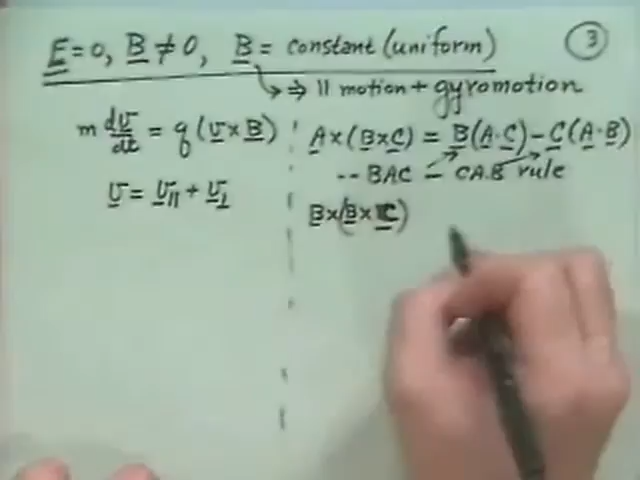 E = 0, B ≠ 0, B = constant (uniform) 3
↳ ⇒ || motion + gyromotion
m dv/dt = q (v × B)
v = v|| + v⊥
A × (B × C) = B (A · C) − C (A · B)
-- BAC − CAB rule
B × (B × C)